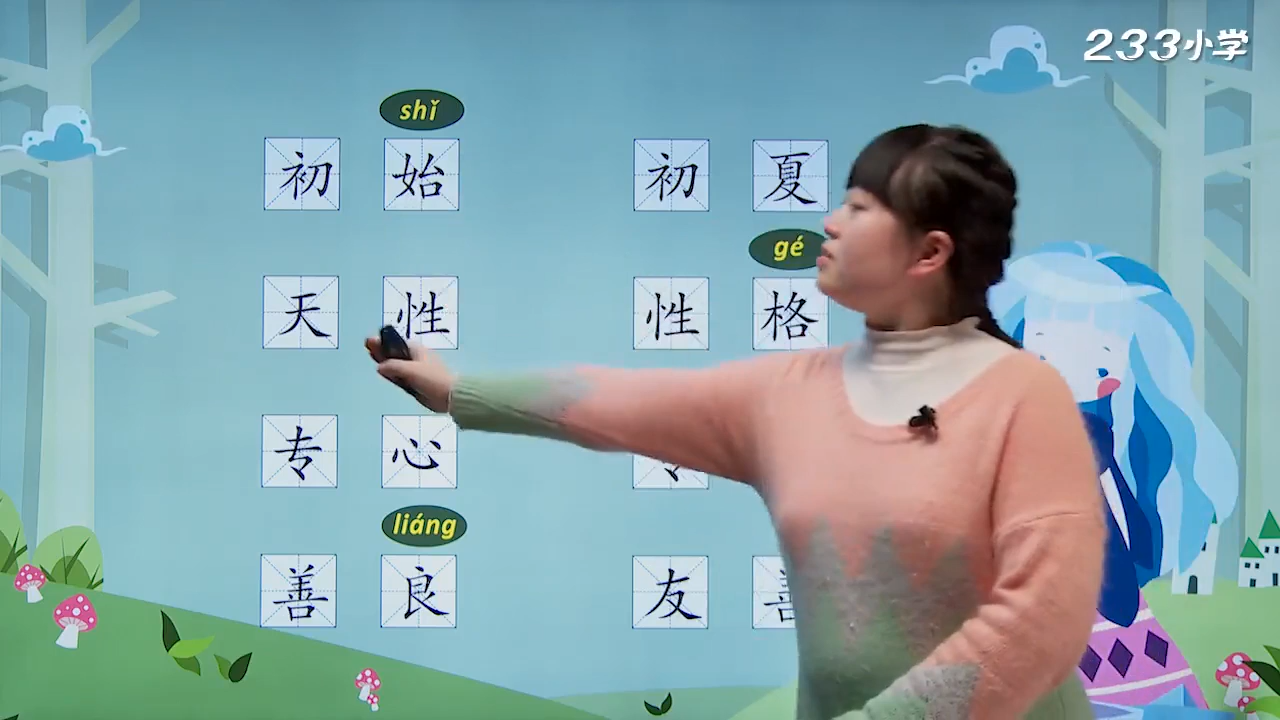 233小学
shǐ
初始 初夏
gé
天性 性格
专心
liáng
善良 友善